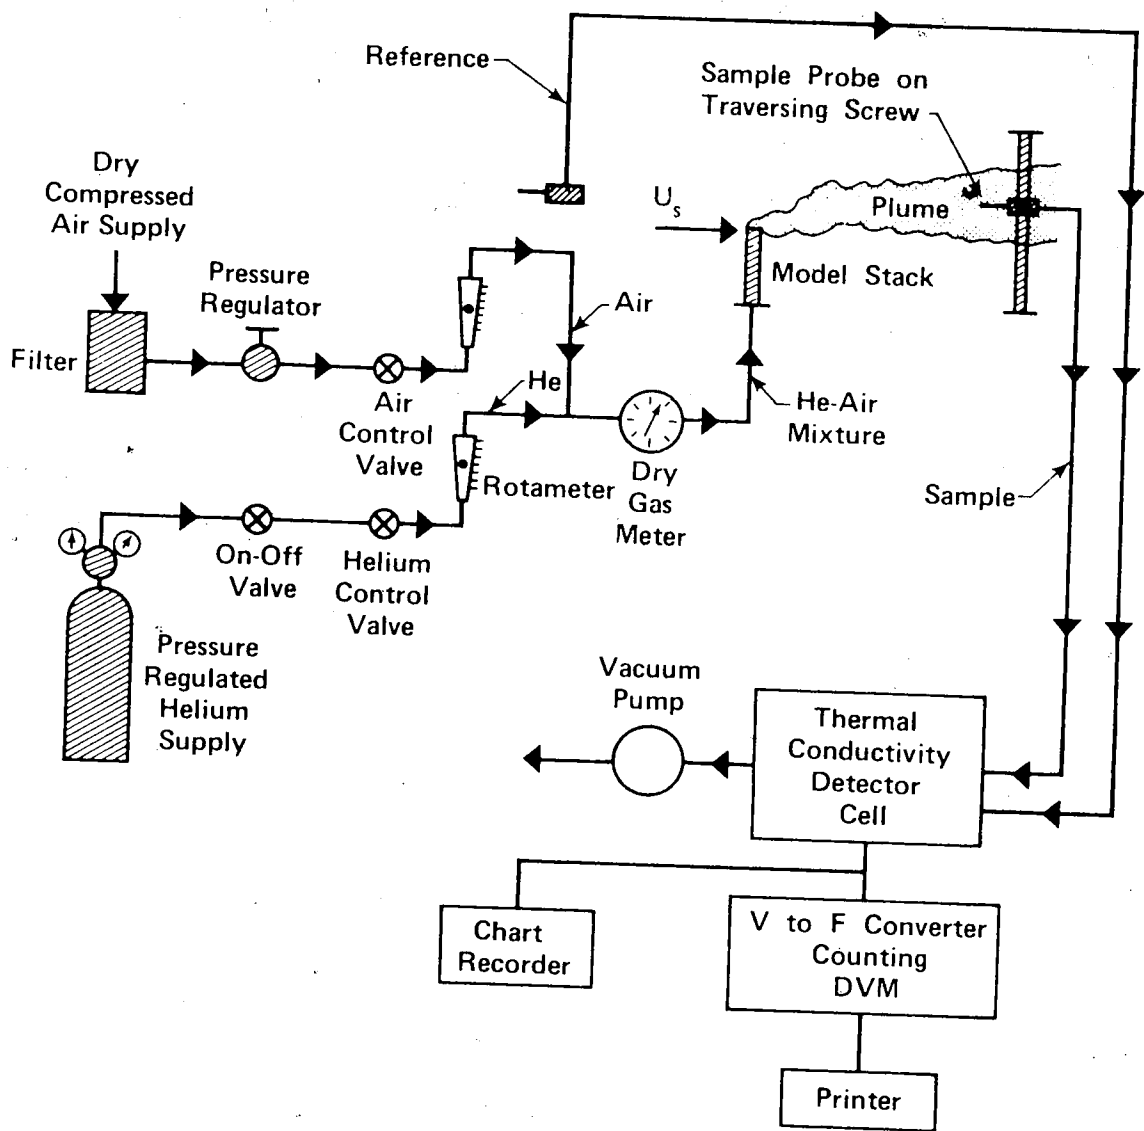 Reference
Sample Probe on
Traversing Screw
Dry
Compressed
Air Supply
U_s
Plume
Pressure
Regulator
Model Stack
Air
Filter
He
Air
Control
Valve
He-Air
Mixture
Rotameter
Dry
Gas
Meter
Sample
On-Off
Valve
Helium
Control
Valve
Pressure
Regulated
Helium
Supply
Vacuum
Pump
Thermal
Conductivity
Detector
Cell
Chart
Recorder
V to F Converter
Counting
DVM
Printer